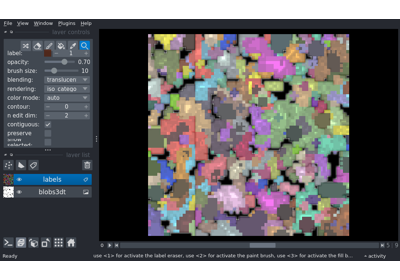 File View Window Plugins Help
layer controls
label: 1
opacity: 0.70
brush size: 10
blending: translucen
rendering: iso_catego
color mode: auto
contour: 0
n edit dim: 2
contiguous:
preserve
selected:
layer list
labels
blobs3dt
0
Ready
use <1> for activate the label eraser, use <2> for activate the paint brush, use <3> for activate the fill b...
activity